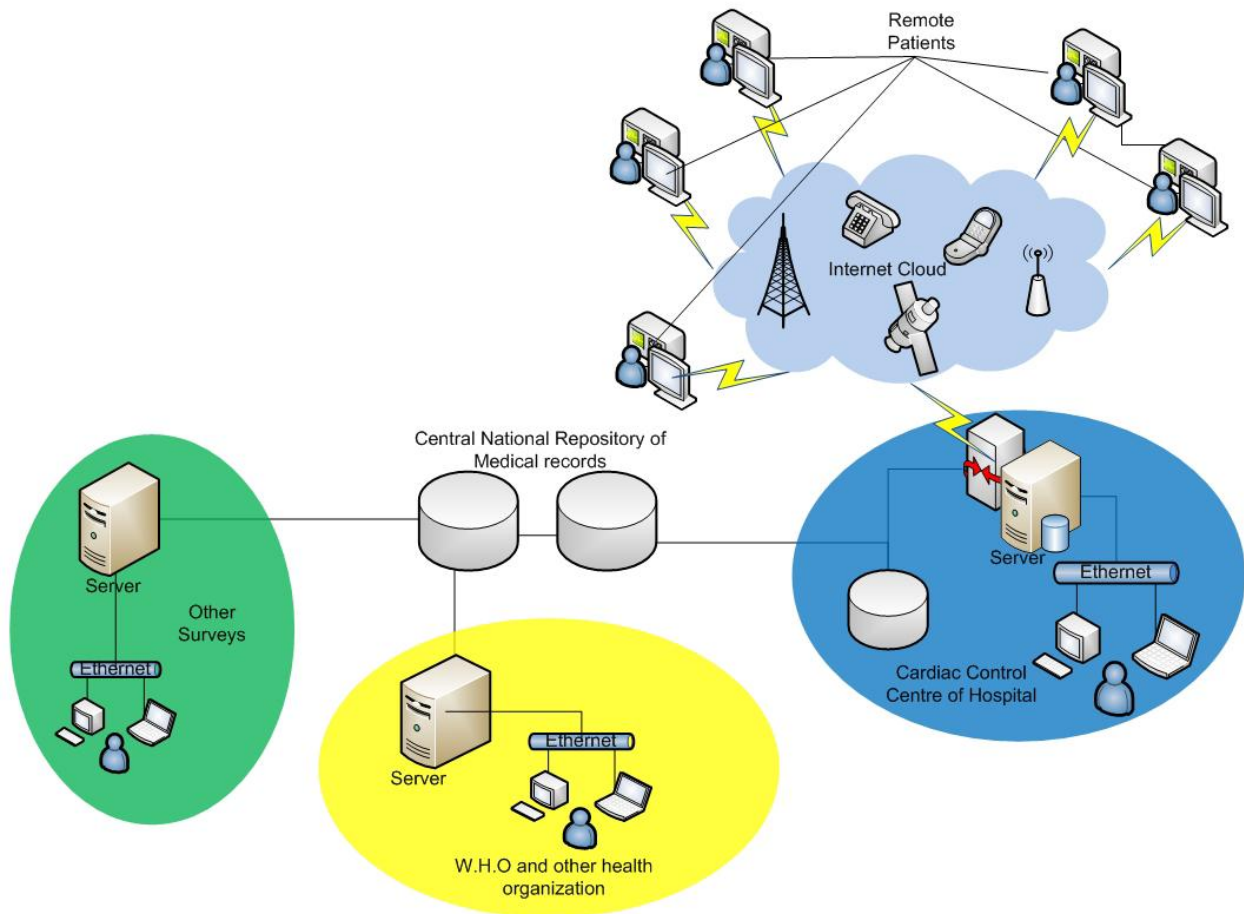 Remote
Patients
Internet Cloud
Central National Repository of
Medical records
Server
Ethernet
Other
Surveys
Server
Ethernet
W.H.O and other health
organization
Server
Ethernet
Cardiac Control
Centre of Hospital